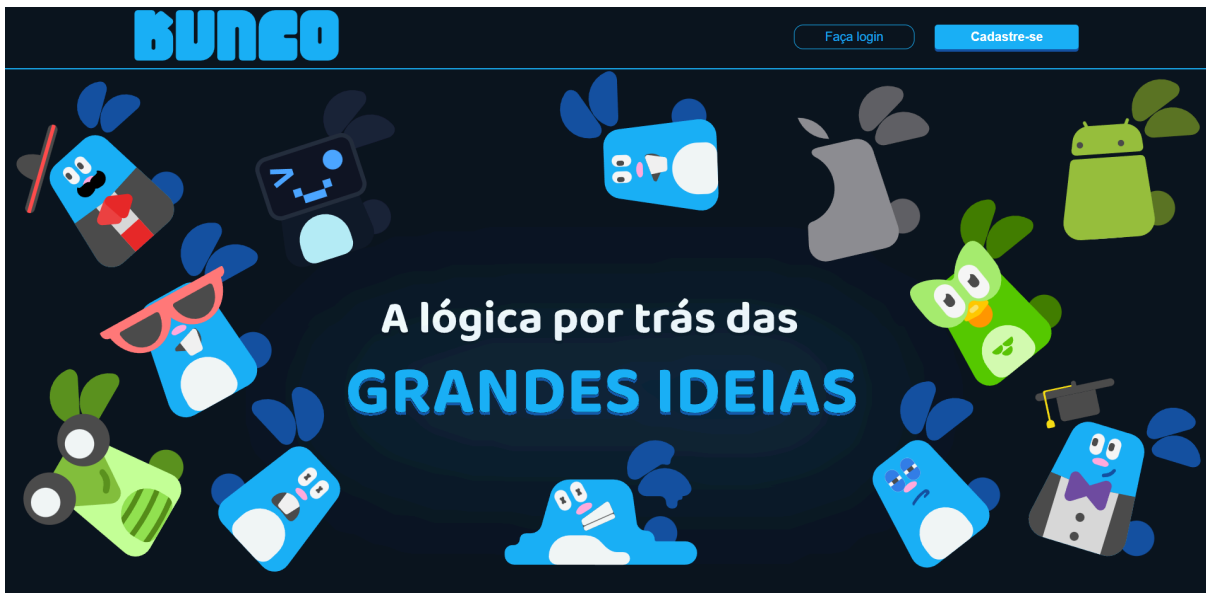 BUNCO
Faça login
Cadastre-se
A lógica por trás das
GRANDES IDEIAS